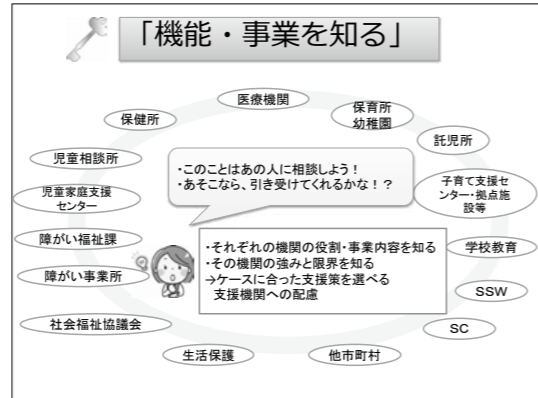 「機能・事業を知る」
医療機関
保育所
幼稚園
託児所
子育て支援セ
ンター・拠点施
設等
学校教育
SSW
SC
他市町村
生活保護
社会福祉協議会
障がい事業所
障がい福祉課
児童家庭支援
センター
児童相談所
保健所
・このことはあの人に相談しよう！
・あそこなら、引き受けてくれるかな！？
・それぞれの機関の役割・事業内容を知る
・その機関の強みと限界を知る
→ケースに合った支援策を選べる
支援機関への配慮